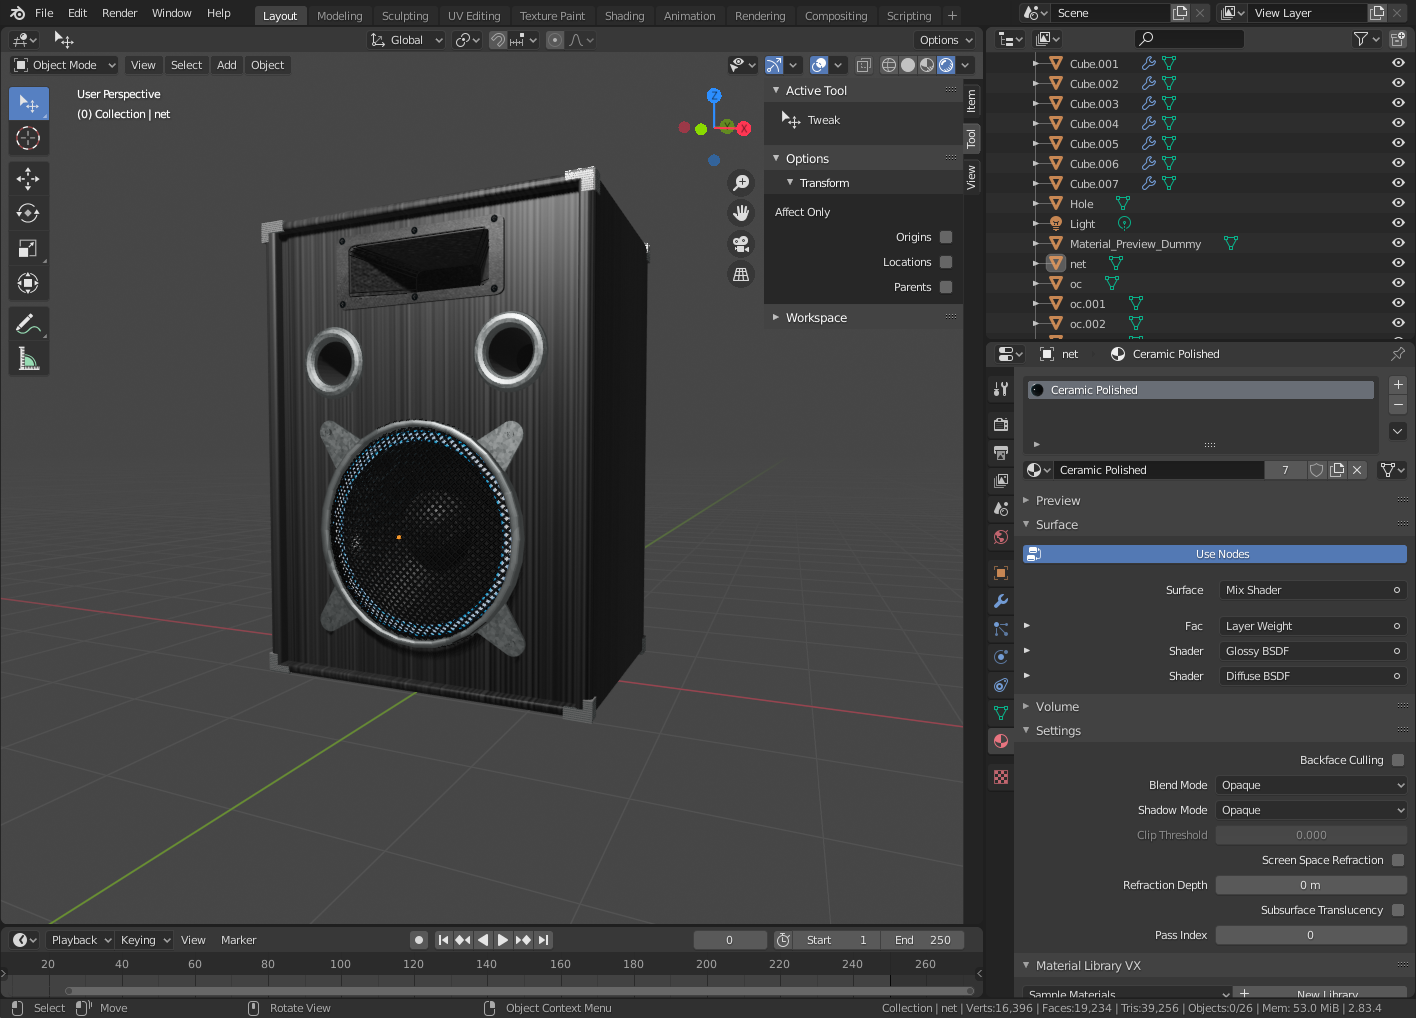 File Edit Render Window Help Layout Modeling Sculpting UV Editing Texture Paint Shading Animation Rendering Compositing Scripting + Scene View Layer
Global Options
Object Mode View Select Add Object
User Perspective
(0) Collection | net
Z
Y
X
Active Tool
Tweak
Options
Transform
Affect Only
Origins
Locations
Parents
Workspace
Item
Tool
View
Cube.001
Cube.002
Cube.003
Cube.004
Cube.005
Cube.006
Cube.007
Hole
Light
Material_Preview_Dummy
net
oc
oc.001
oc.002
net Ceramic Polished
Ceramic Polished
Ceramic Polished 7
Preview
Surface
Use Nodes
Surface Mix Shader
Fac Layer Weight
Shader Glossy BSDF
Shader Diffuse BSDF
Volume
Settings
Backface Culling
Blend Mode Opaque
Shadow Mode Opaque
Clip Threshold 0.000
Screen Space Refraction
Refraction Depth 0 m
Subsurface Translucency
Pass Index 0
Material Library VX
Sample Materials New Library
Playback Keying View Marker 0 Start 1 End 250
20 40 60 80 100 120 140 160 180 200 220 240 260
Select Move Rotate View Object Context Menu Collection | net | Verts:16,396 | Faces:19,234 | Tris:39,256 | Objects:0/26 | Mem: 53.0 MiB | 2.83.4